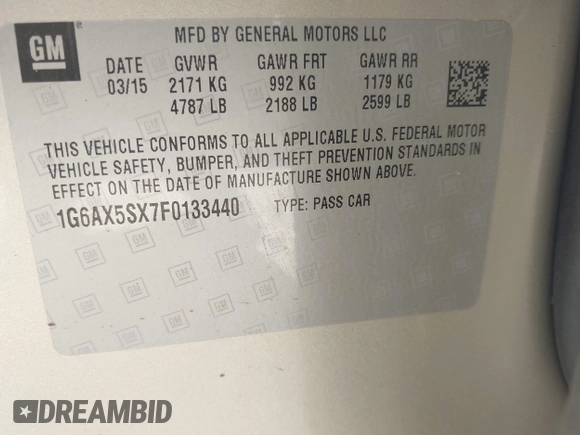 GM
MFD BY GENERAL MOTORS LLC
DATE GVWR GAWR FRT GAWR RR
03/15 2171 KG 992 KG 1179 KG
4787 LB 2188 LB 2599 LB
THIS VEHICLE CONFORMS TO ALL APPLICABLE U.S. FEDERAL MOTOR
VEHICLE SAFETY, BUMPER, AND THEFT PREVENTION STANDARDS IN
EFFECT ON THE DATE OF MANUFACTURE SHOWN ABOVE.
1G6AX5SX7F0133440 TYPE: PASS CAR
DREAMBID